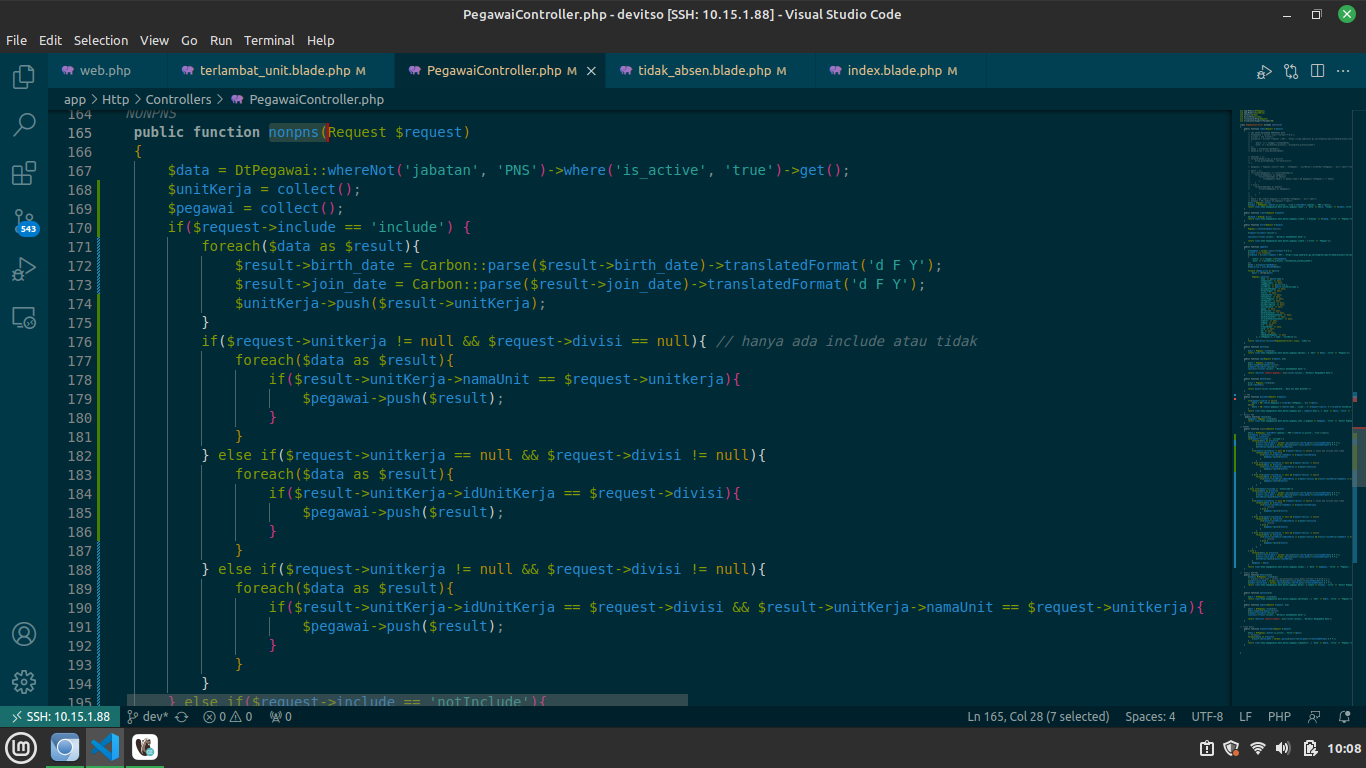 PegawaiController.php - devitso [SSH: 10.15.1.88] - Visual Studio Code
File Edit Selection View Go Run Terminal Help
web.php terlambat_unit.blade.php M PegawaiController.php M tidak_absen.blade.php M index.blade.php M
app > Http > Controllers > PegawaiController.php
164 NONPNS
165 public function nonpns(Request $request)
166 {
167 $data = DtPegawai::whereNot('jabatan', 'PNS')->where('is_active', 'true')->get();
168 $unitKerja = collect();
169 $pegawai = collect();
170 if($request->include == 'include') {
171 foreach($data as $result){
172 $result->birth_date = Carbon::parse($result->birth_date)->translatedFormat('d F Y');
173 $result->join_date = Carbon::parse($result->join_date)->translatedFormat('d F Y');
174 $unitKerja->push($result->unitKerja);
175 }
176 if($request->unitkerja != null && $request->divisi == null){ // hanya ada include atau tidak
177 foreach($data as $result){
178 if($result->unitKerja->namaUnit == $request->unitkerja){
179 $pegawai->push($result);
180 }
181 }
182 } else if($request->unitkerja == null && $request->divisi != null){
183 foreach($data as $result){
184 if($result->unitKerja->idUnitKerja == $request->divisi){
185 $pegawai->push($result);
186 }
187 }
188 } else if($request->unitkerja != null && $request->divisi != null){
189 foreach($data as $result){
190 if($result->unitKerja->idUnitKerja == $request->divisi && $result->unitKerja->namaUnit == $request->unitkerja){
191 $pegawai->push($result);
192 }
193 }
194 }
195 } else if($request->include == 'notInclude'){
543
SSH: 10.15.1.88 dev* 0 0 0 Ln 165, Col 28 (7 selected) Spaces: 4 UTF-8 LF PHP
10:08